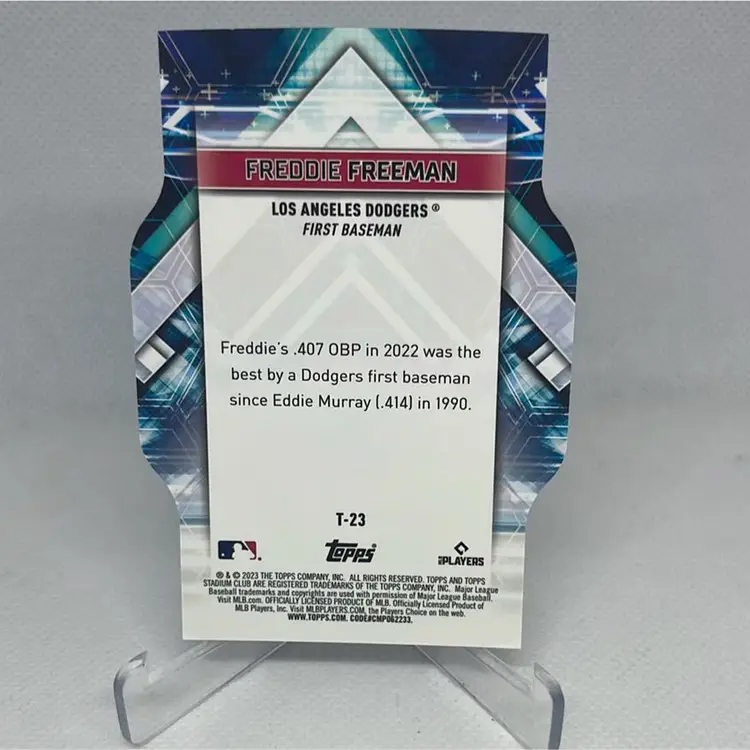 FREDDIE FREEMAN
LOS ANGELES DODGERS ®
FIRST BASEMAN
Freddie's .407 OBP in 2022 was the
best by a Dodgers first baseman
since Eddie Murray (.414) in 1990.
T-23
Topps
MLB PLAYERS
® & © 2023 THE TOPPS COMPANY, INC. ALL RIGHTS RESERVED. TOPPS AND TOPPS
STADIUM CLUB ARE REGISTERED TRADEMARKS OF THE TOPPS COMPANY, INC. Major League
Baseball trademarks and copyrights are used with permission of Major League Baseball.
Visit MLB.com. OFFICIALLY LICENSED PRODUCT OF MLB. Officially Licensed Product of
MLB Players, Inc. Visit MLBPLAYERS.COM, the Players Choice on the web.
WWW.TOPPS.COM. CODE#CMP062233.